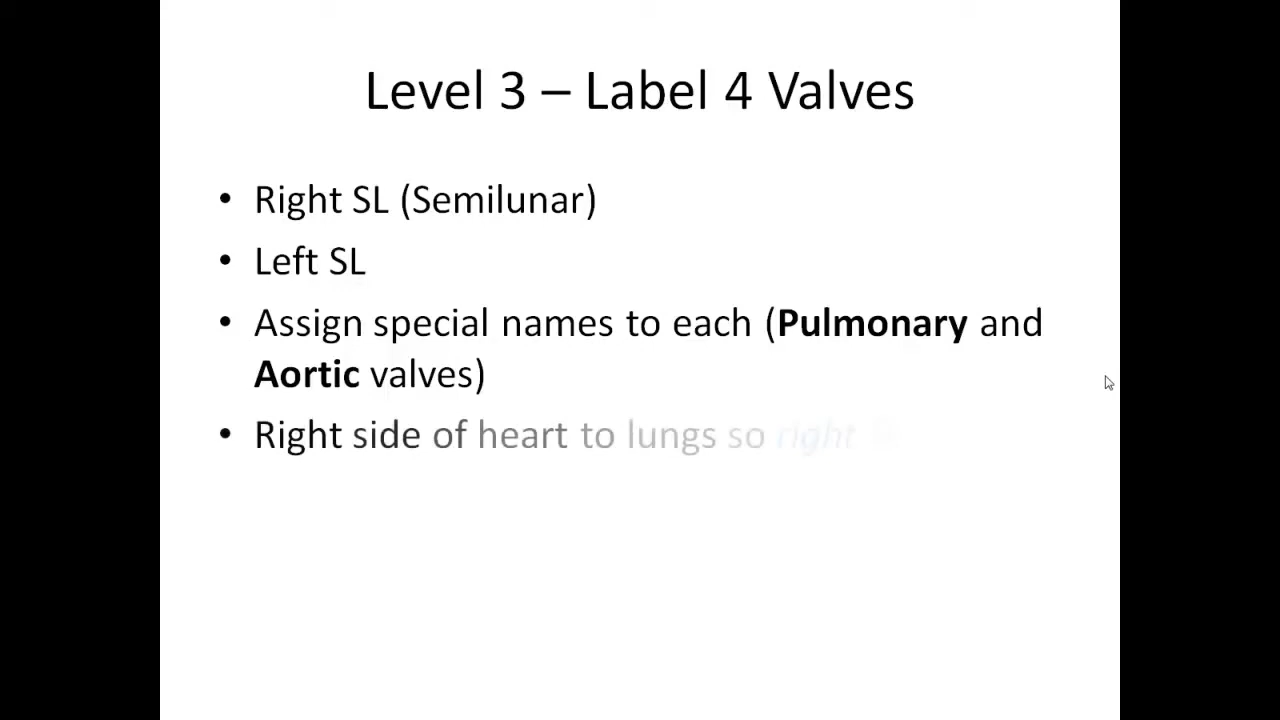 Level 3 – Label 4 Valves
• Right SL (Semilunar)
• Left SL
• Assign special names to each (Pulmonary and
Aortic valves)
• Right side of heart to lungs so right